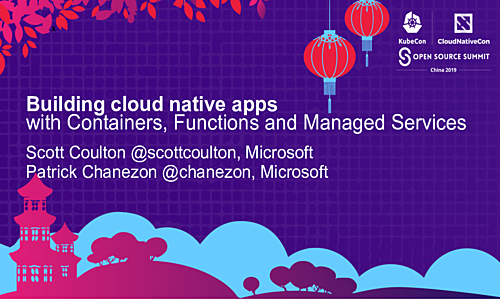 KubeCon
CloudNativeCon
OPEN SOURCE SUMMIT
China 2019
Building cloud native apps
with Containers, Functions and Managed Services
Scott Coulton @scottcoulton, Microsoft
Patrick Chanezon @chanezon, Microsoft